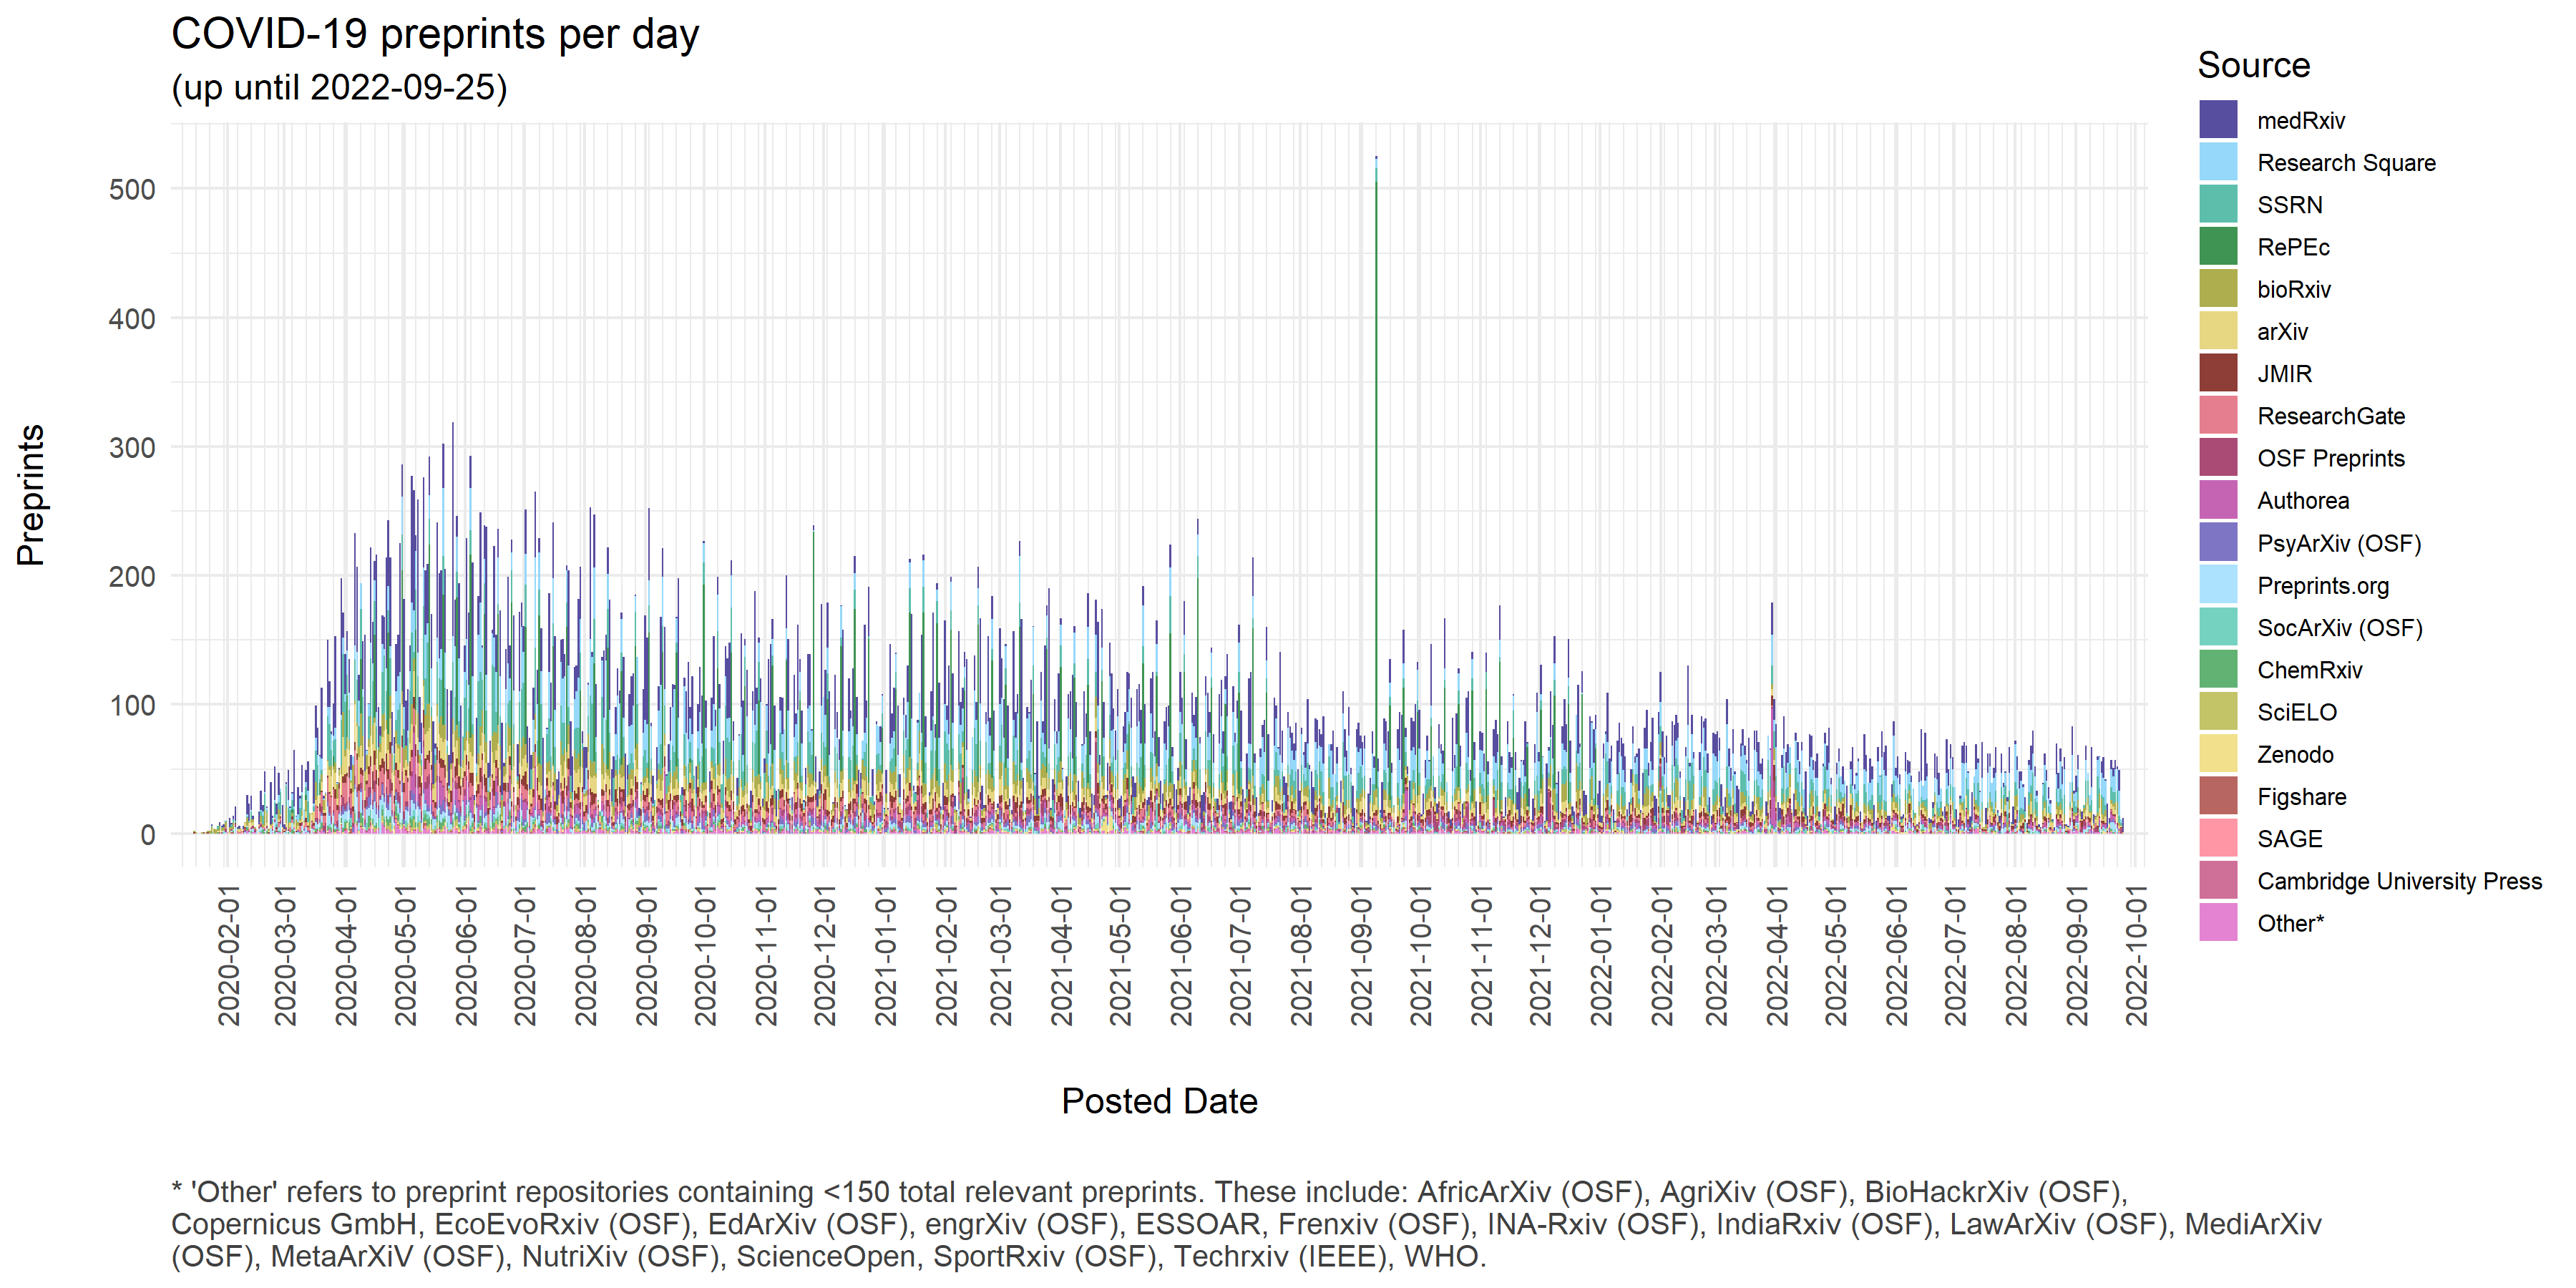 COVID-19 preprints per day
(up until 2022-09-25)
Preprints
500
400
300
200
100
0
2020-02-01
2020-03-01
2020-04-01
2020-05-01
2020-06-01
2020-07-01
2020-08-01
2020-09-01
2020-10-01
2020-11-01
2020-12-01
2021-01-01
2021-02-01
2021-03-01
2021-04-01
2021-05-01
2021-06-01
2021-07-01
2021-08-01
2021-09-01
2021-10-01
2021-11-01
2021-12-01
2022-01-01
2022-02-01
2022-03-01
2022-04-01
2022-05-01
2022-06-01
2022-07-01
2022-08-01
2022-09-01
2022-10-01
Posted Date
Source
medRxiv
Research Square
SSRN
RePEc
bioRxiv
arXiv
JMIR
ResearchGate
OSF Preprints
Authorea
PsyArXiv (OSF)
Preprints.org
SocArXiv (OSF)
ChemRxiv
SciELO
Zenodo
Figshare
SAGE
Cambridge University Press
Other*
* 'Other' refers to preprint repositories containing <150 total relevant preprints. These include: AfricArXiv (OSF), AgriXiv (OSF), BioHackrXiv (OSF),
Copernicus GmbH, EcoEvoRxiv (OSF), EdArXiv (OSF), engrXiv (OSF), ESSOAR, Frenxiv (OSF), INA-Rxiv (OSF), IndiaRxiv (OSF), LawArXiv (OSF), MediArXiv
(OSF), MetaArXiV (OSF), NutriXiv (OSF), ScienceOpen, SportRxiv (OSF), Techrxiv (IEEE), WHO.